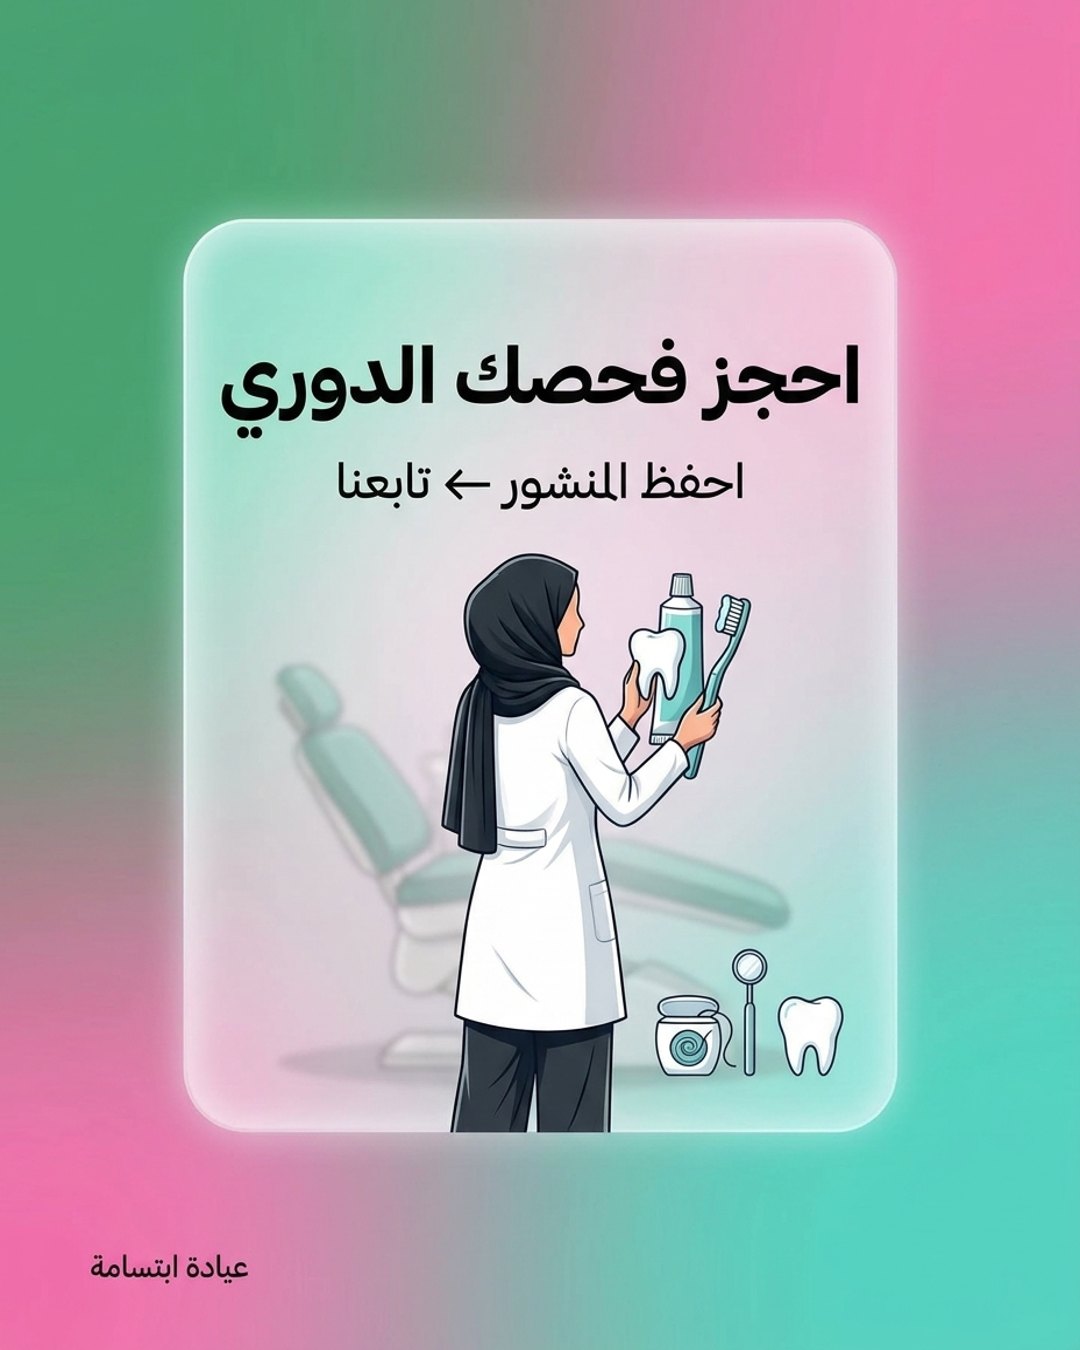 احجز فحصك الدوري
احفظ المنشور ← تابعنا
عيادة ابتسامة